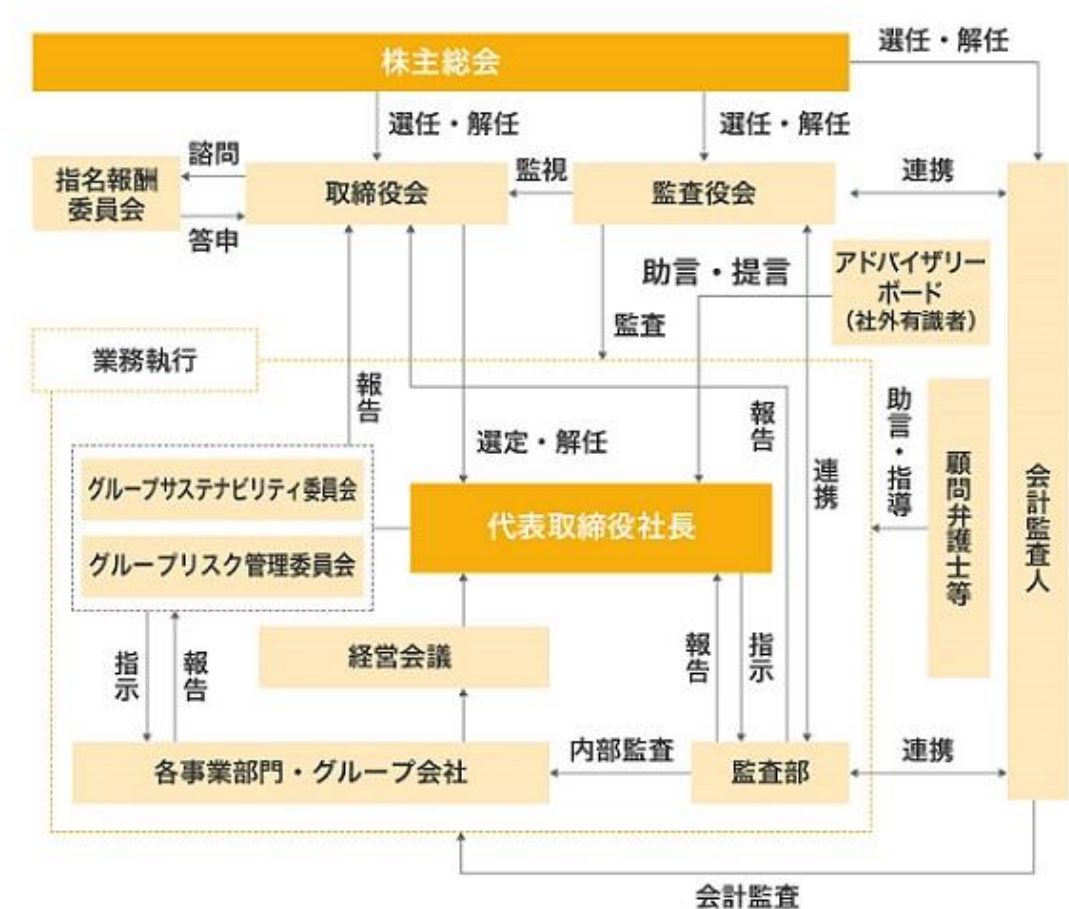 株主総会
選任・解任
選任・解任
選任・解任
諮問
指名報酬
委員会
答申
取締役会
監視
監査役会
連携
助言・提言
アドバイザリー
ボード
（社外有識者）
監査
業務執行
報告
選定・解任
報告
連携
助言・指導
顧問弁護士等
会計監査人
グループサステナビリティ委員会
グループリスク管理委員会
代表取締役社長
指示
報告
経営会議
報告
指示
各事業部門・グループ会社
内部監査
監査部
連携
会計監査